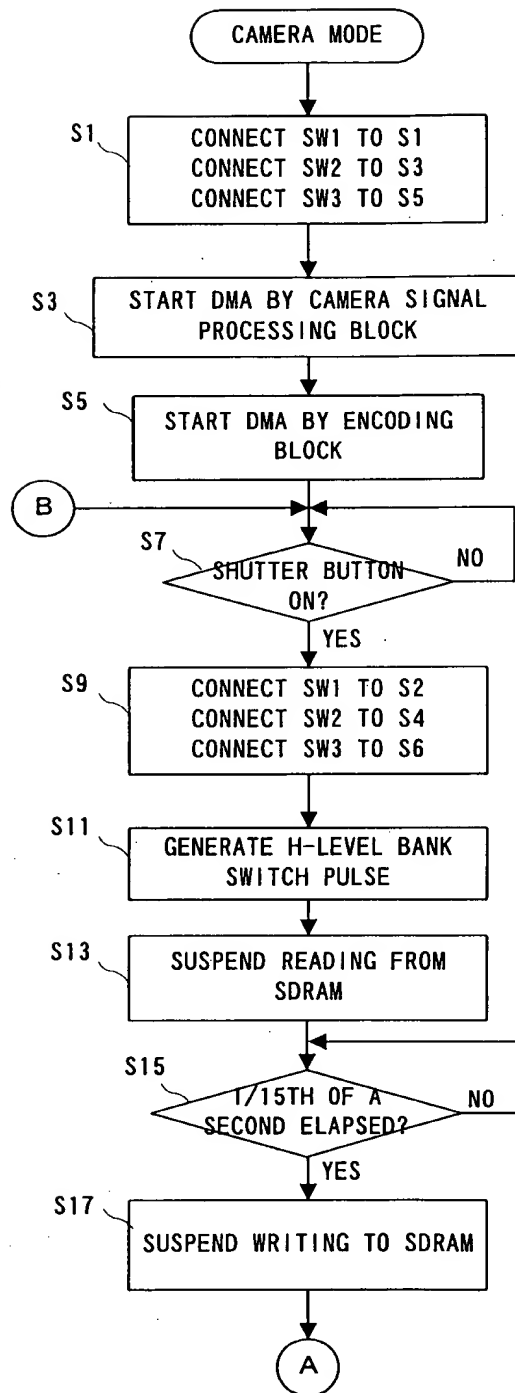 CAMERA MODE
S1
CONNECT SW1 TO S1
CONNECT SW2 TO S3
CONNECT SW3 TO S5
S3
START DMA BY CAMERA SIGNAL
PROCESSING BLOCK
S5
START DMA BY ENCODING
BLOCK
B
S7
SHUTTER BUTTON
ON?
NO
YES
S9
CONNECT SW1 TO S2
CONNECT SW2 TO S4
CONNECT SW3 TO S6
S11
GENERATE H-LEVEL BANK
SWITCH PULSE
S13
SUSPEND READING FROM
SDRAM
S15
1/15TH OF A
SECOND ELAPSED?
NO
YES
S17
SUSPEND WRITING TO SDRAM
A